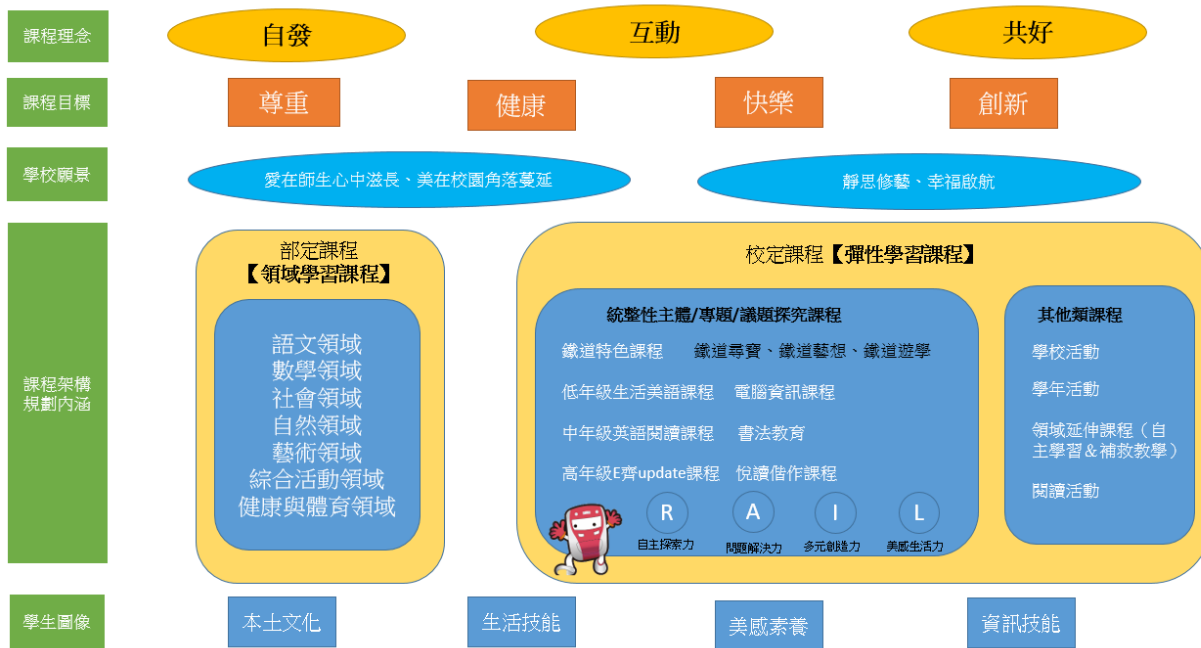 課程理念
自發
互動
共好
課程目標
尊重
健康
快樂
創新
學校願景
愛在師生心中滋長、美在校園角落蔓延
靜思修藝、幸福啟航
課程架構
規劃內涵
部定課程
【領域學習課程】
語文領域
數學領域
社會領域
自然領域
藝術領域
綜合活動領域
健康與體育領域
校定課程【彈性學習課程】
統整性主體/專題/議題探究課程
鐵道特色課程 鐵道尋寶、鐵道藝想、鐵道遊學
低年級生活美語課程 電腦資訊課程
中年級英語閱讀課程 書法教育
高年級E齊update課程 悅讀偕作課程
R
A
I
L
自主探索力
問題解決力
多元創造力
美感生活力
其他類課程
學校活動
學年活動
領域延伸課程（自
主學習＆補救教學）
閱讀活動
學生圖像
本土文化
生活技能
美感素養
資訊技能